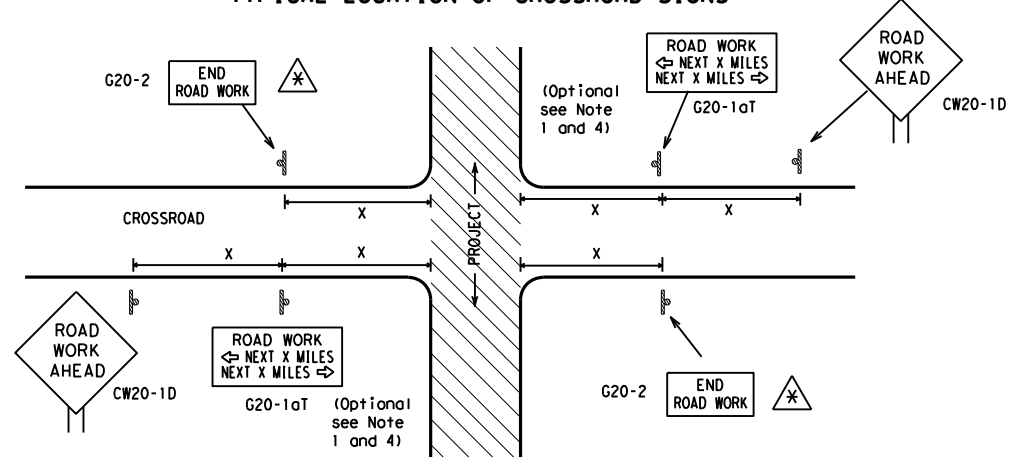 TYPICAL LOCATION OF CROSSROAD SIGNS
G20-2
END
ROAD WORK
*
(Optional
see Note
1 and 4)
ROAD WORK
⇦ NEXT X MILES
NEXT X MILES ⇨
G20-1aT
ROAD
WORK
AHEAD
CW20-1D
X
X
X
CROSSROAD
PROJECT
X
X
X
ROAD
WORK
AHEAD
CW20-1D
ROAD WORK
⇦ NEXT X MILES
NEXT X MILES ⇨
G20-1aT
(Optional
see Note
1 and 4)
G20-2
END
ROAD WORK
*